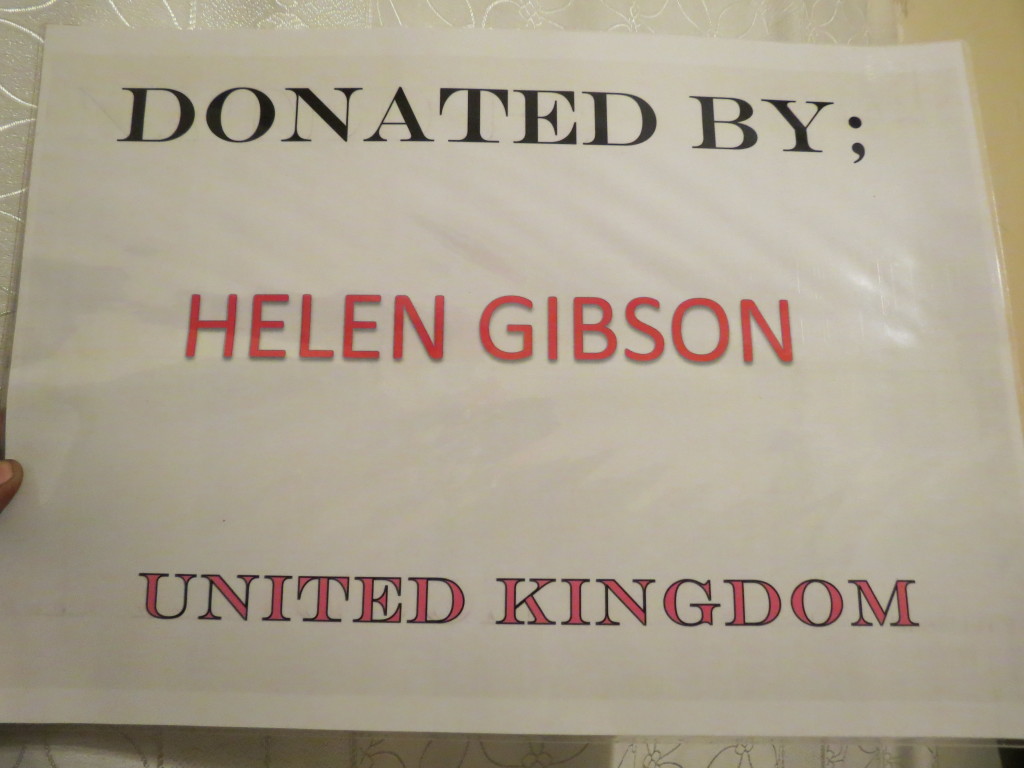 DONATED BY;
HELEN GIBSON
UNITED KINGDOM